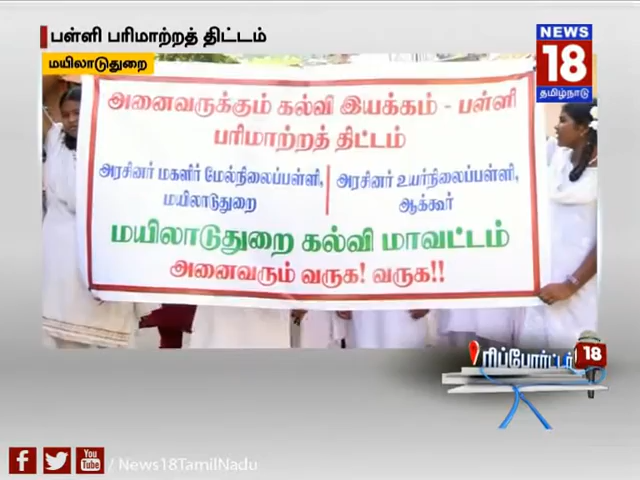 பள்ளி பரிமாற்றத் திட்டம்
மயிலாடுதுறை
NEWS
18
தமிழ்நாடு
அனைவருக்கும் கல்வி இயக்கம் - பள்ளி
பரிமாற்றத் திட்டம்
அரசினர் மகளிர் மேல்நிலைப்பள்ளி,
மயிலாடுதுறை
அரசினர் உயர்நிலைப்பள்ளி,
ஆக்கூர்
மயிலாடுதுறை கல்வி மாவட்டம்
அனைவரும் வருக! வருக!!
ரிப்போர்ட்டர் 18
You
Tube
/ News18TamilNadu